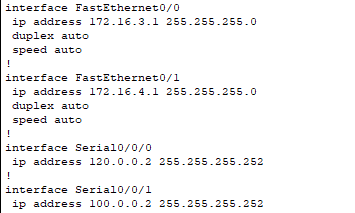 interface FastEthernet0/0
 ip address 172.16.3.1 255.255.255.0
 duplex auto
 speed auto
!
interface FastEthernet0/1
 ip address 172.16.4.1 255.255.255.0
 duplex auto
 speed auto
!
interface Serial0/0/0
 ip address 120.0.0.2 255.255.255.252
!
interface Serial0/0/1
 ip address 100.0.0.2 255.255.255.252